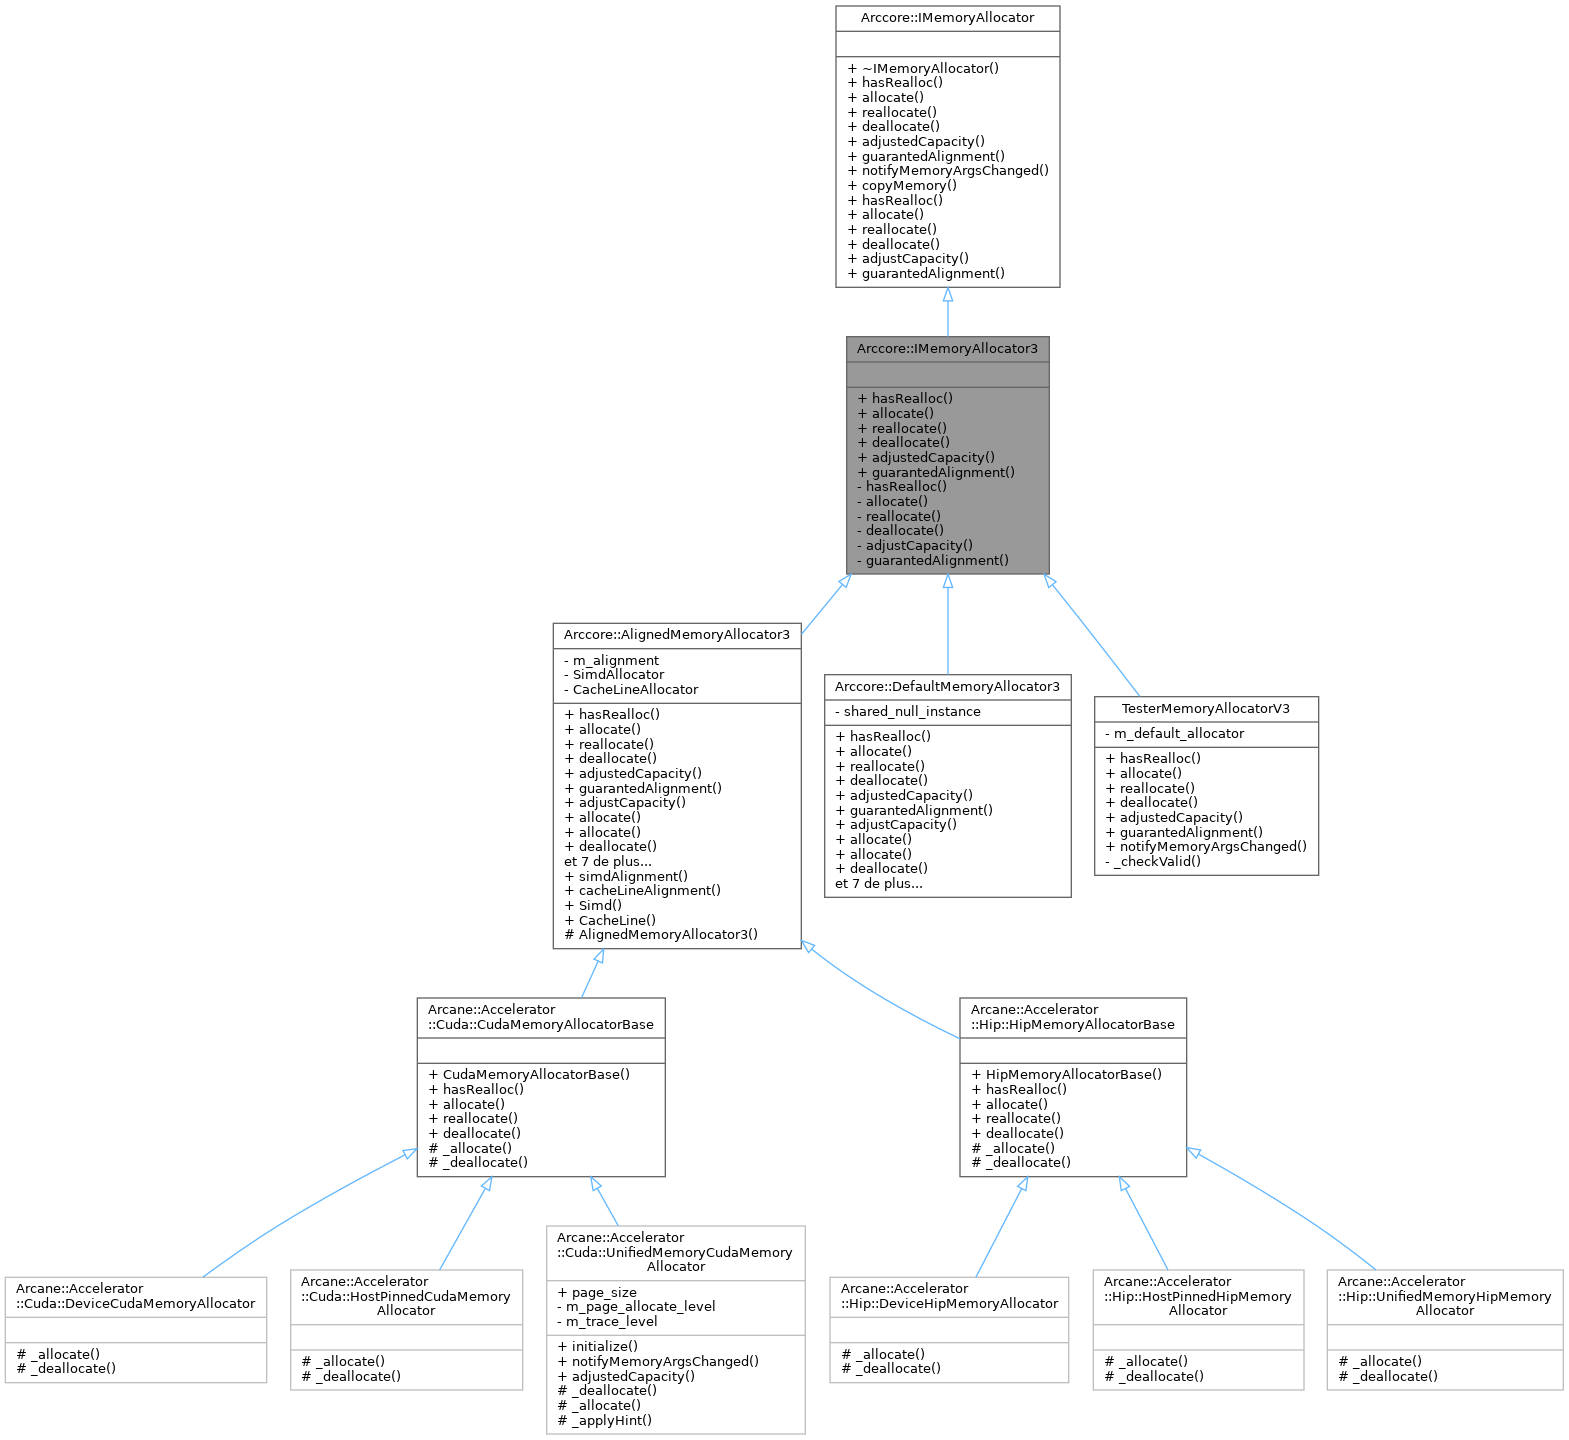 Arccore::IMemoryAllocator
+ ~IMemoryAllocator()
+ hasRealloc()
+ allocate()
+ reallocate()
+ deallocate()
+ adjustedCapacity()
+ guarantedAlignment()
+ notifyMemoryArgsChanged()
+ copyMemory()
+ hasRealloc()
+ allocate()
+ reallocate()
+ deallocate()
+ adjustCapacity()
+ guarantedAlignment()
Arccore::IMemoryAllocator3
+ hasRealloc()
+ allocate()
+ reallocate()
+ deallocate()
+ adjustedCapacity()
+ guarantedAlignment()
- hasRealloc()
- allocate()
- reallocate()
- deallocate()
- adjustCapacity()
- guarantedAlignment()
Arccore::AlignedMemoryAllocator3
- m_alignment
- SimdAllocator
- CacheLineAllocator
+ hasRealloc()
+ allocate()
+ reallocate()
+ deallocate()
+ adjustedCapacity()
+ guarantedAlignment()
+ adjustCapacity()
+ allocate()
+ allocate()
+ deallocate()
et 7 de plus...
+ simdAlignment()
+ cacheLineAlignment()
+ Simd()
+ CacheLine()
# AlignedMemoryAllocator3()
Arccore::DefaultMemoryAllocator3
- shared_null_instance
+ hasRealloc()
+ allocate()
+ reallocate()
+ deallocate()
+ adjustedCapacity()
+ guarantedAlignment()
+ adjustCapacity()
+ allocate()
+ allocate()
+ deallocate()
et 7 de plus...
TesterMemoryAllocatorV3
- m_default_allocator
+ hasRealloc()
+ allocate()
+ reallocate()
+ deallocate()
+ adjustedCapacity()
+ guarantedAlignment()
+ notifyMemoryArgsChanged()
- _checkValid()
Arcane::Accelerator
::Cuda::CudaMemoryAllocatorBase
+ CudaMemoryAllocatorBase()
+ hasRealloc()
+ allocate()
+ reallocate()
+ deallocate()
# _allocate()
# _deallocate()
Arcane::Accelerator
::Hip::HipMemoryAllocatorBase
+ HipMemoryAllocatorBase()
+ hasRealloc()
+ allocate()
+ reallocate()
+ deallocate()
# _allocate()
# _deallocate()
Arcane::Accelerator
::Cuda::DeviceCudaMemoryAllocator
# _allocate()
# _deallocate()
Arcane::Accelerator
::Cuda::HostPinnedCudaMemory
Allocator
# _allocate()
# _deallocate()
Arcane::Accelerator
::Cuda::UnifiedMemoryCudaMemory
Allocator
+ page_size
- m_page_allocate_level
- m_trace_level
+ initialize()
+ notifyMemoryArgsChanged()
+ adjustedCapacity()
# _deallocate()
# _allocate()
# _applyHint()
Arcane::Accelerator
::Hip::DeviceHipMemoryAllocator
# _allocate()
# _deallocate()
Arcane::Accelerator
::Hip::HostPinnedHipMemory
Allocator
# _allocate()
# _deallocate()
Arcane::Accelerator
::Hip::UnifiedMemoryHipMemory
Allocator
# _allocate()
# _deallocate()